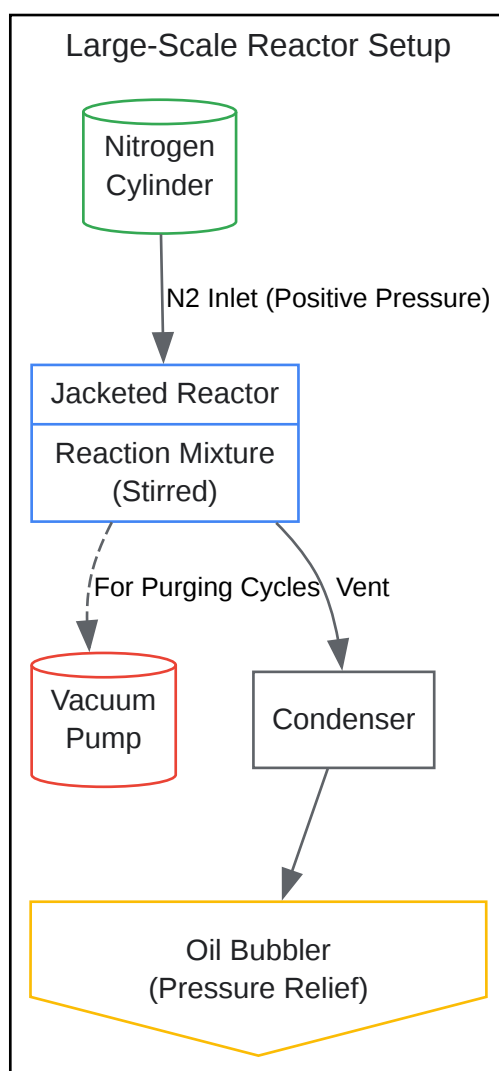 Large-Scale Reactor Setup
Nitrogen
Cylinder
N2 Inlet (Positive Pressure)
Jacketed Reactor
Reaction Mixture
(Stirred)
For Purging Cycles
Vent
Vacuum
Pump
Condenser
Oil Bubbler
(Pressure Relief)